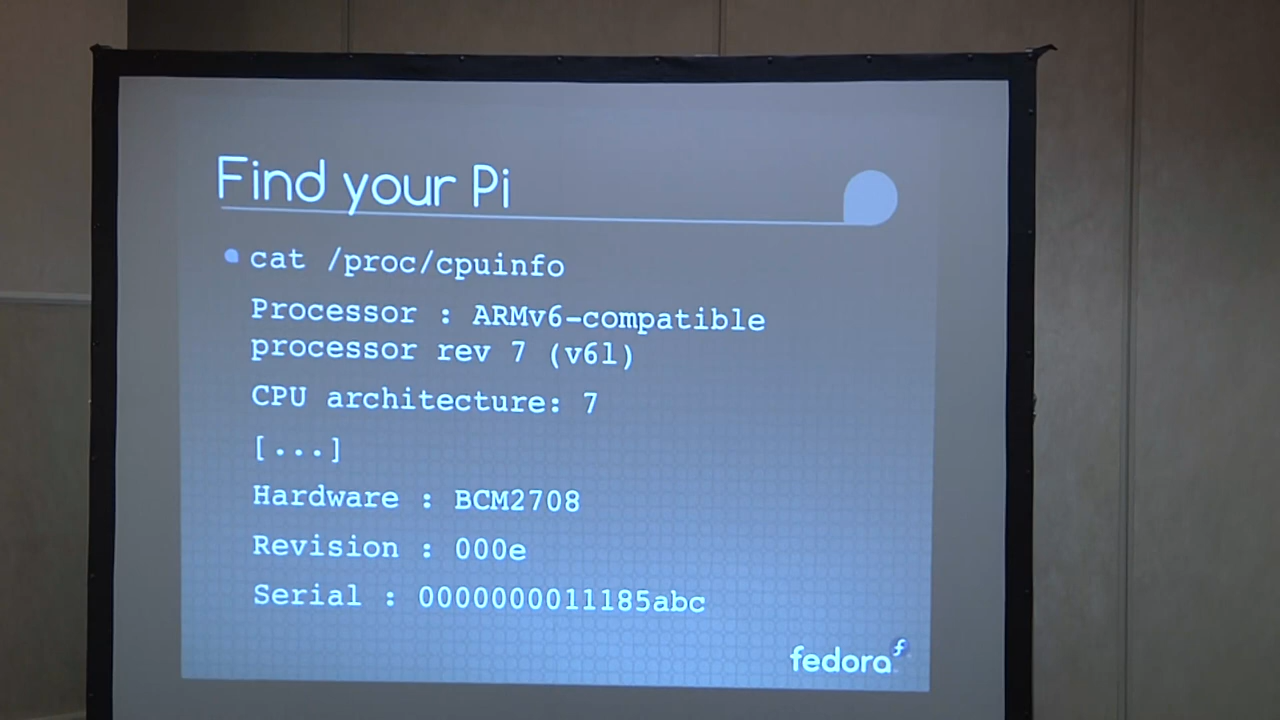 Find your Pi
cat /proc/cpuinfo
Processor : ARMv6-compatible
processor rev 7 (v6l)
CPU architecture: 7
[...]
Hardware : BCM2708
Revision : 000e
Serial : 0000000011185abc
fedora